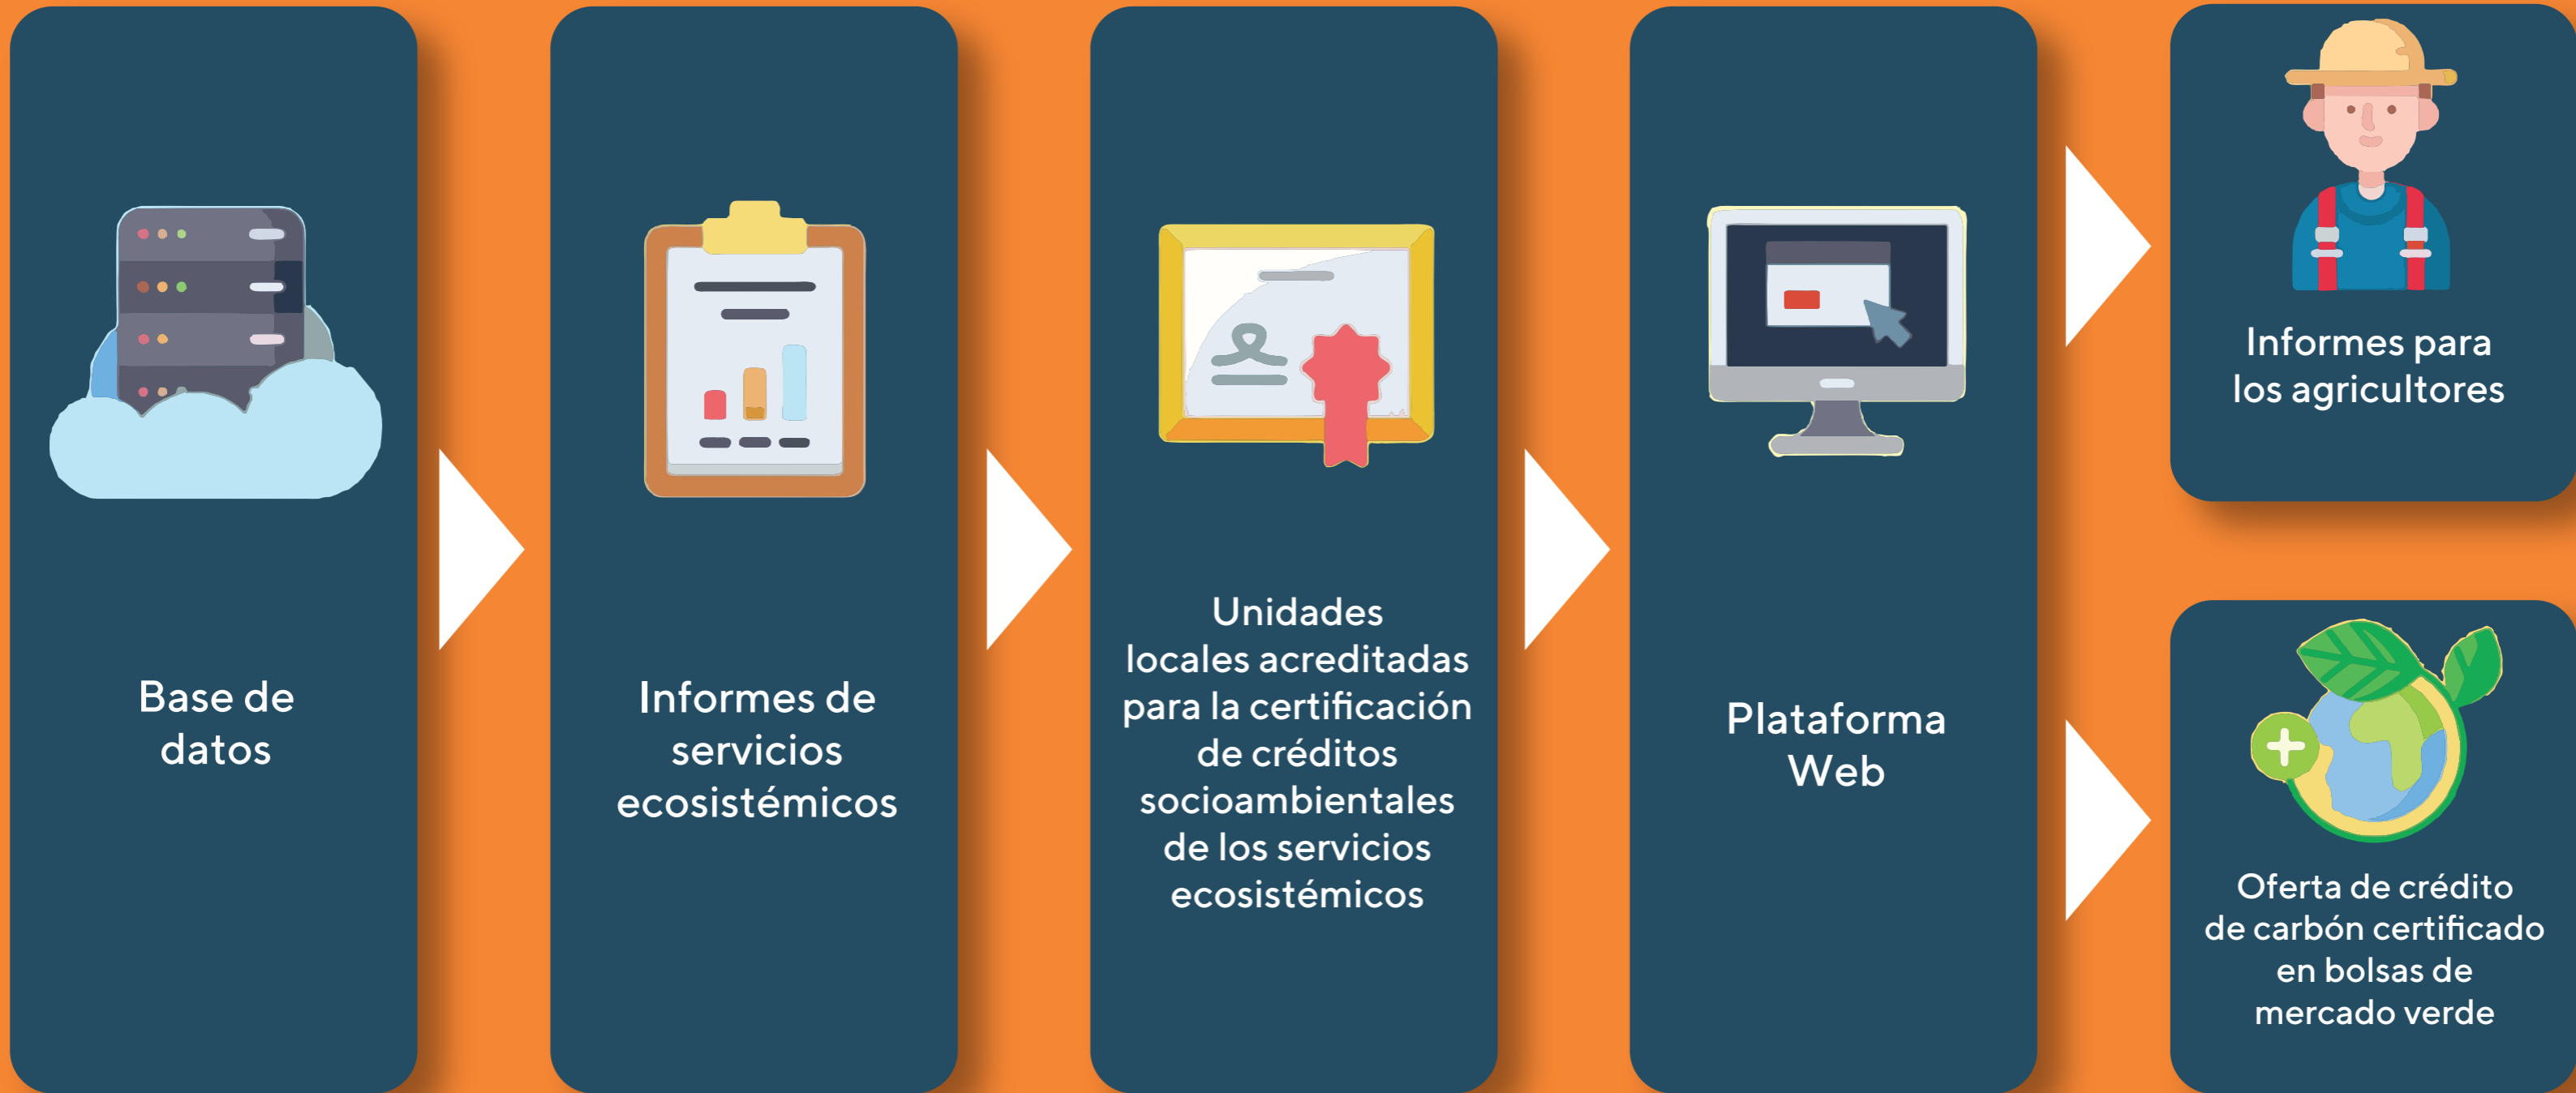 Base de
datos
Informes de
servicios
ecosistémicos
Unidades
locales acreditadas
para la certificación
de créditos
socioambientales
de los servicios
ecosistémicos
Plataforma
Web
Informes para
los agricultores
Oferta de crédito
de carbón certificado
en bolsas de
mercado verde